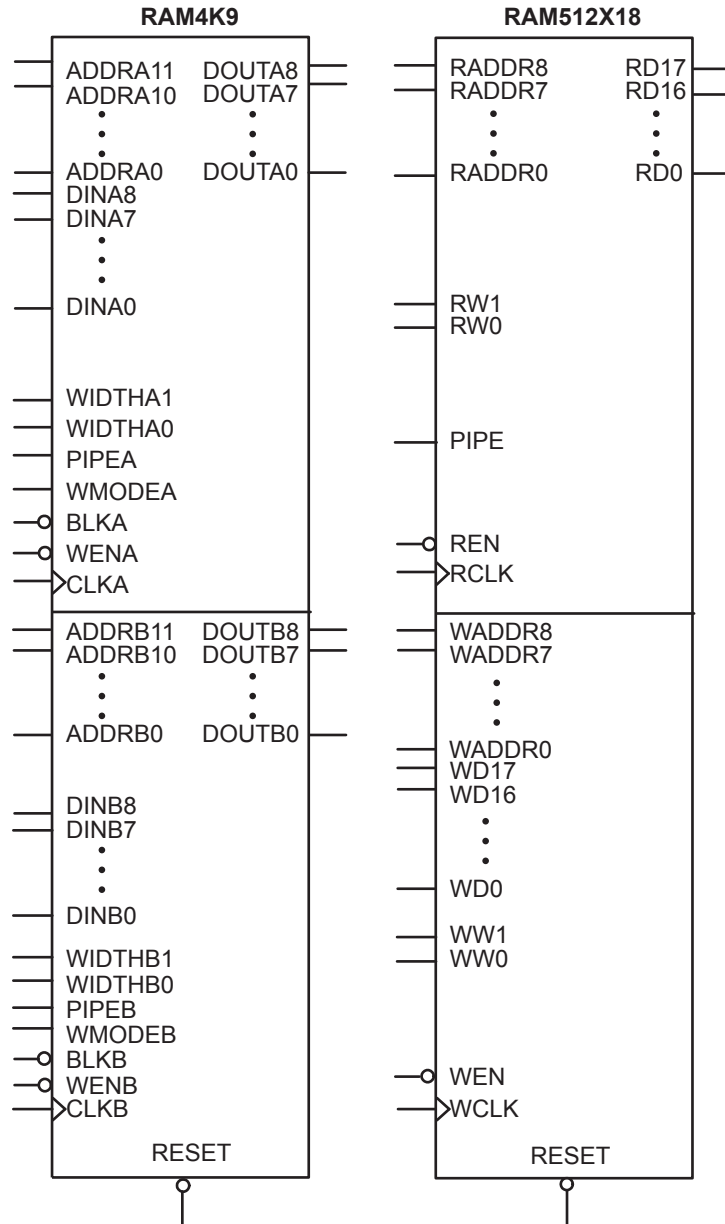 RAM4K9
ADDRA11 DOUTA8
ADDRA10 DOUTA7
ADDRA0 DOUTA0
DINA8
DINA7
DINA0
WIDTHA1
WIDTHA0
PIPEA
WMODEA
BLKA
WENA
CLKA
ADDRB11 DOUTB8
ADDRB10 DOUTB7
ADDRB0 DOUTB0
DINB8
DINB7
DINB0
WIDTHB1
WIDTHB0
PIPEB
WMODEB
BLKB
WENB
CLKB
RESET
RAM512X18
RADDR8 RD17
RADDR7 RD16
RADDR0 RD0
RW1
RW0
PIPE
REN
RCLK
WADDR8
WADDR7
WADDR0
WD17
WD16
WD0
WW1
WW0
WEN
WCLK
RESET